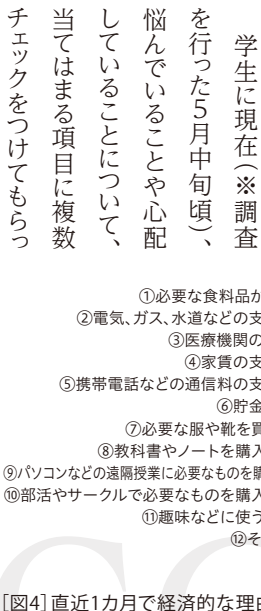 学生に現在(※調査
を行った5月中旬頃)、
悩んでいることや心配
していることについて、
当てはまる項目に複数
チェックをつけてもらっ
①必要な食料品が
②電気、ガス、水道などの支
③医療機関の
④家賃の支
⑤携帯電話などの通信料の支
⑥貯金
⑦必要な服や靴を買
⑧教科書やノートを購入
⑨パソコンなどの遠隔授業に必要なものを購
⑩部活やサークルで必要なものを購入
⑪趣味などに使う
⑫そ
[図4]直近1カ月で経済的な理由